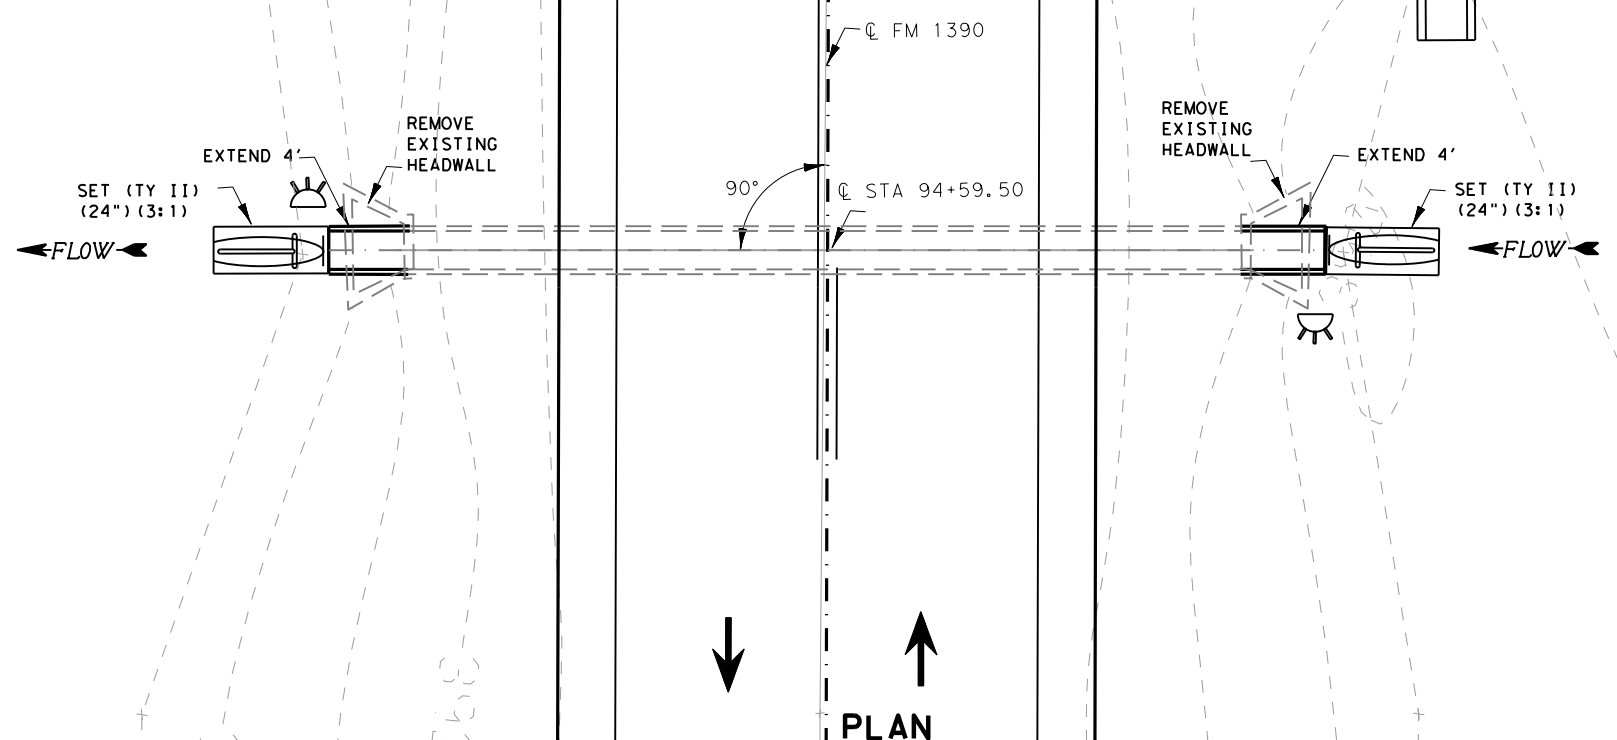 ℄ FM 1390
REMOVE
EXISTING
HEADWALL
EXTEND 4'
SET (TY II)
(24")(3:1)
FLOW
90°
℄ STA 94+59.50
REMOVE
EXISTING
HEADWALL
EXTEND 4'
SET (TY II)
(24")(3:1)
FLOW
PLAN